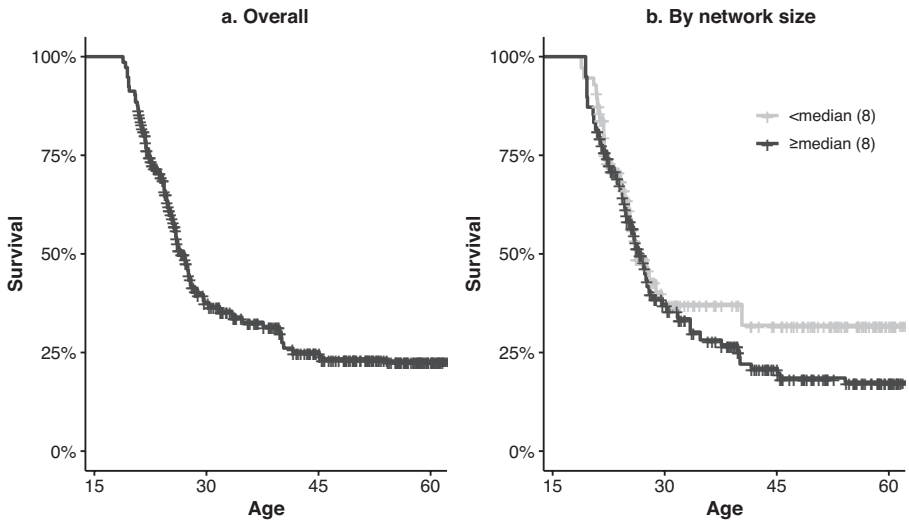 a. Overall
100%
75%
50%
25%
0%
Survival
15 30 45 60
Age
b. By network size
100%
75%
50%
25%
0%
Survival
<median (8)
≥median (8)
15 30 45 60
Age